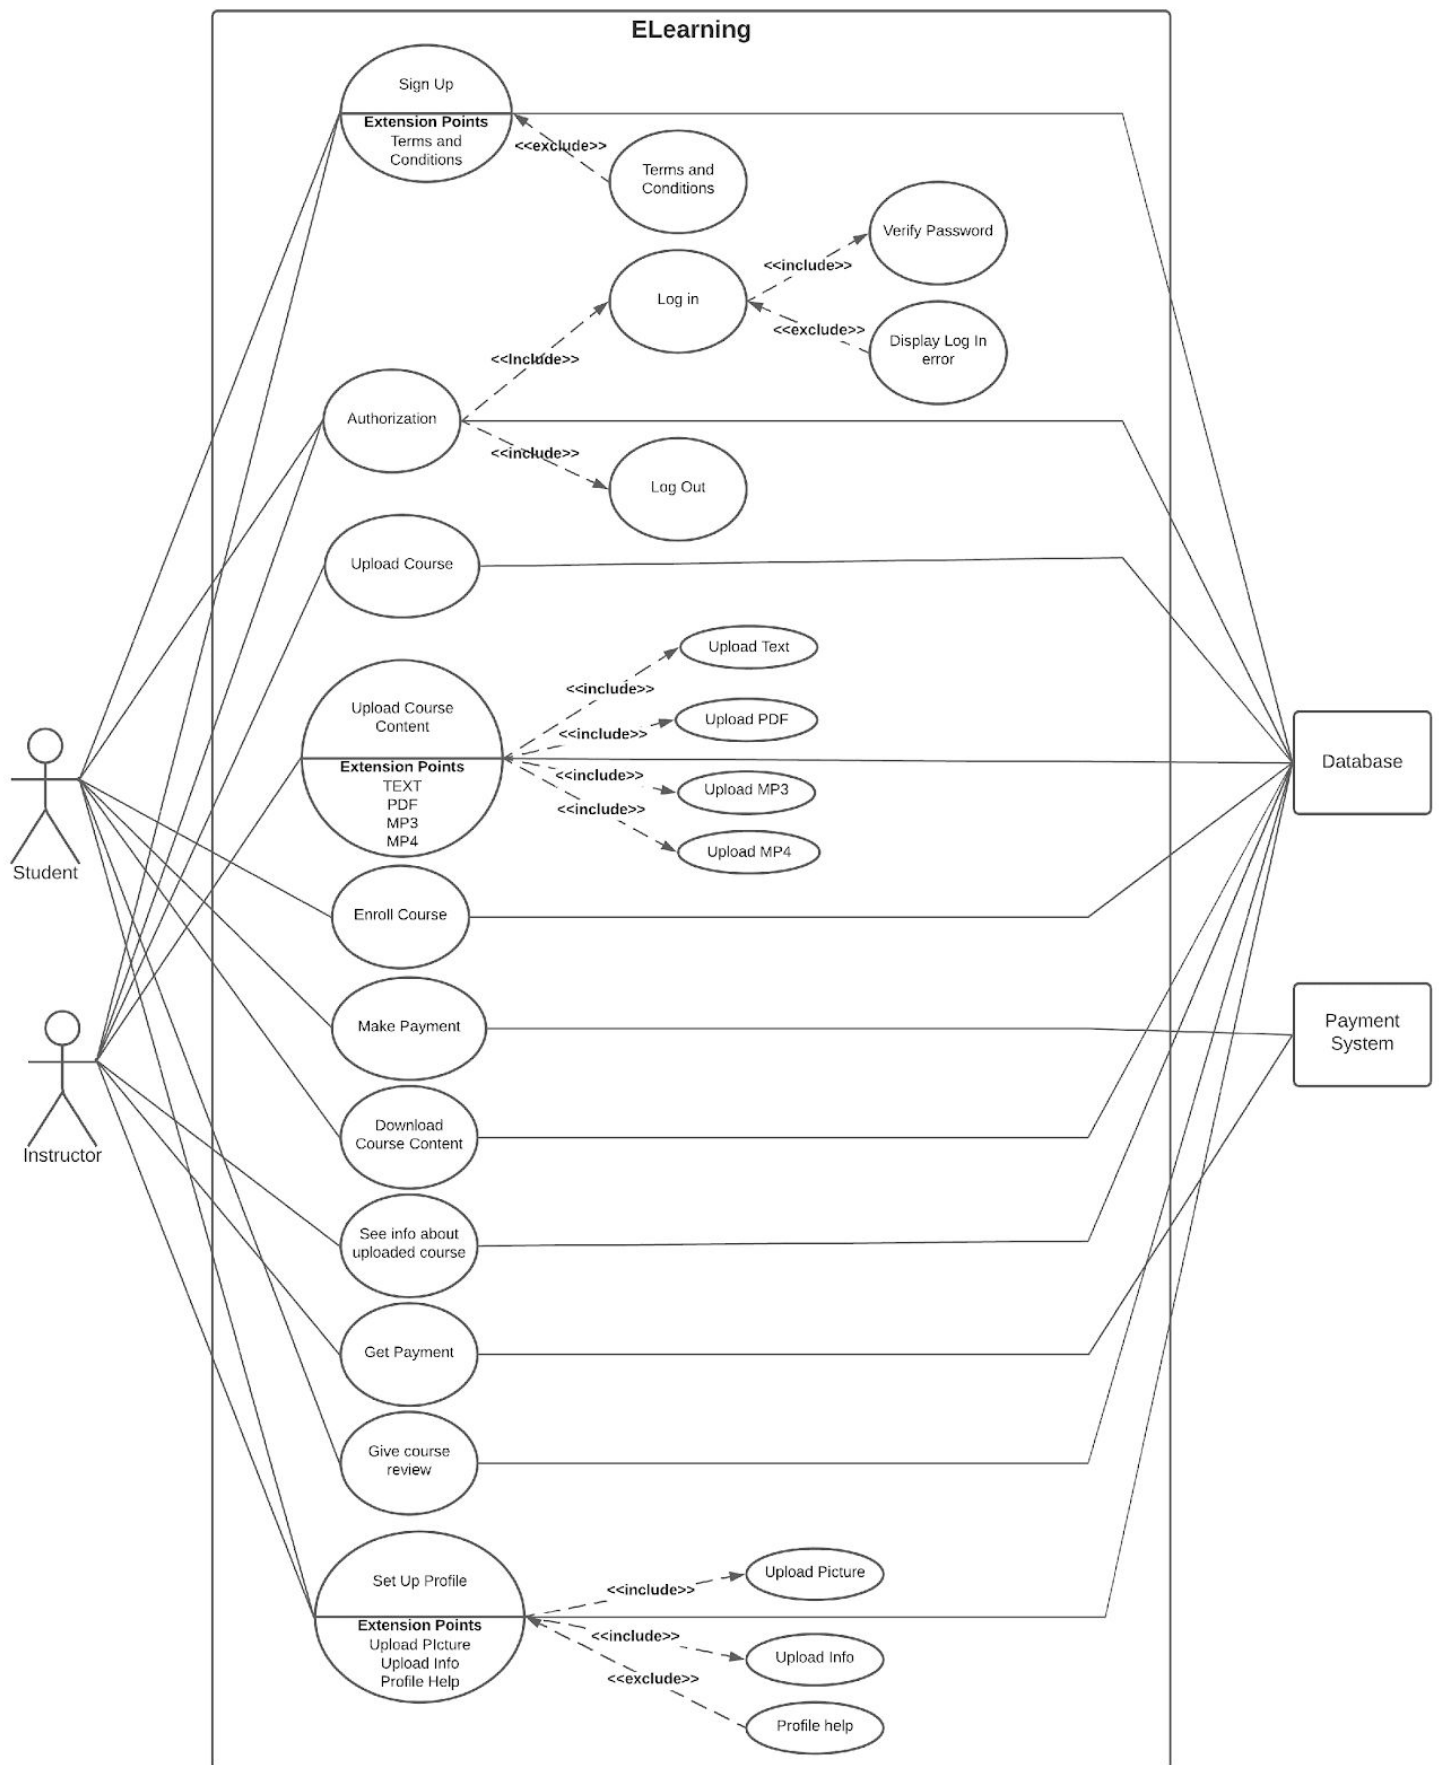 ELearning
Sign Up
Extension Points
Terms and
Conditions
<<exclude>>
Terms and
Conditions
Verify Password
<<include>>
Log in
<<exclude>>
Display Log In
error
<<Include>>
Authorization
<<include>>
Log Out
Upload Course
Upload Text
<<include>>
Upload Course
Content
Upload PDF
<<include>>
Extension Points
TEXT
PDF
MP3
MP4
<<include>>
Upload MP3
<<include>>
Upload MP4
Database
Student
Enroll Course
Make Payment
Payment
System
Download
Course Content
Instructor
See info about
uploaded course
Get Payment
Give course
review
Set Up Profile
Extension Points
Upload PIcture
Upload Info
Profile Help
<<include>>
Upload Picture
<<include>>
Upload Info
<<exclude>>
Profile help